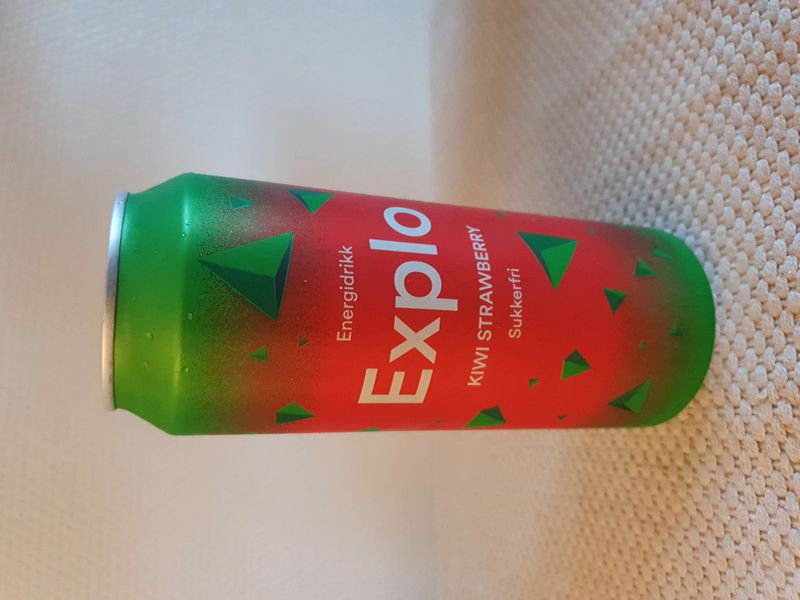 Energidrikk
Explo
KIWI STRAWBERRY
Sukkerfri